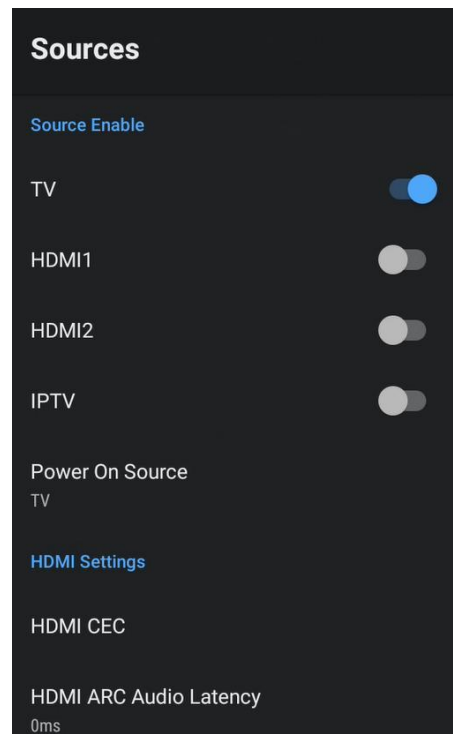 Sources
Source Enable
TV
HDMI1
HDMI2
IPTV
Power On Source
TV
HDMI Settings
HDMI CEC
HDMI ARC Audio Latency
0ms